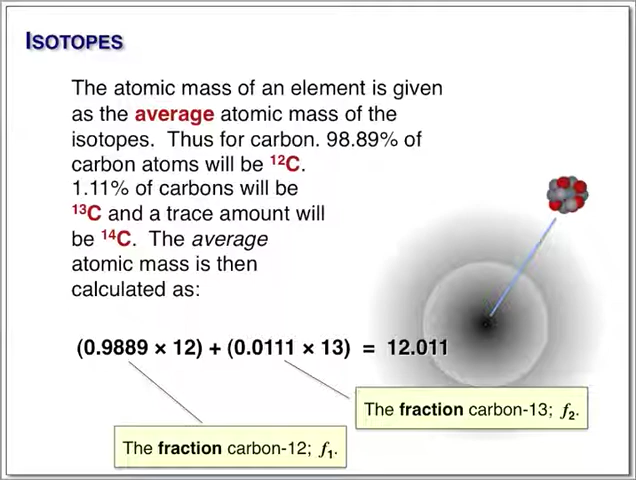 ISOTOPES
The atomic mass of an element is given
as the average atomic mass of the
isotopes. Thus for carbon. 98.89% of
carbon atoms will be ¹²C.
1.11% of carbons will be
¹³C and a trace amount will
be ¹⁴C. The average
atomic mass is then
calculated as:
(0.9889 × 12) + (0.0111 × 13) = 12.011
The fraction carbon-13; f₂.
The fraction carbon-12; f₁.